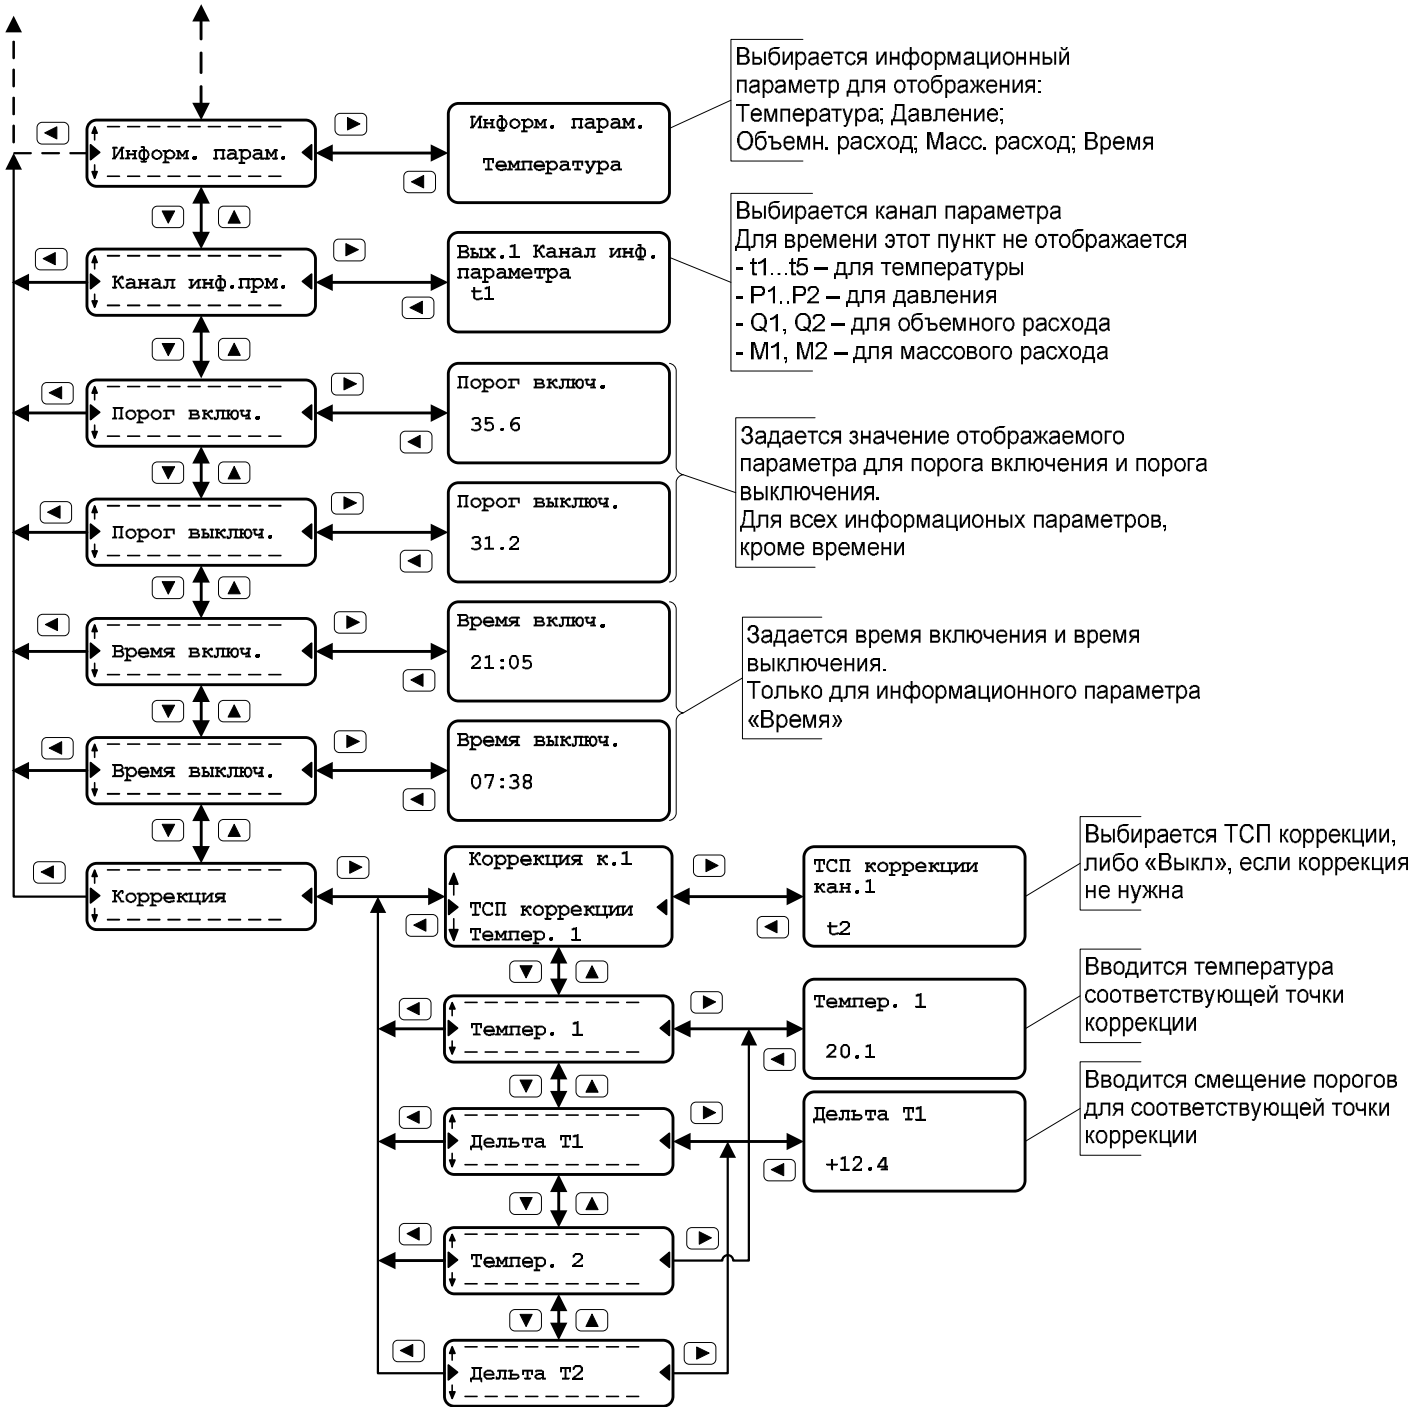 Информ. парам.
Информ. парам.
Температура
Выбирается информационный
параметр для отображения:
Температура; Давление;
Объемн. расход; Масс. расход; Время
Канал инф.прм.
Вых.1 Канал инф.
параметра
t1
Выбирается канал параметра
Для времени этот пункт не отображается
- t1...t5 – для температуры
- P1..P2 – для давления
- Q1, Q2 – для объемного расхода
- M1, M2 – для массового расхода
Порог включ.
Порог включ.
35.6
Порог выключ.
Порог выключ.
31.2
Задается значение отображаемого
параметра для порога включения и порога
выключения.
Для всех информационых параметров,
кроме времени
Время включ.
Время включ.
21:05
Время выключ.
Время выключ.
07:38
Задается время включения и время
выключения.
Только для информационного параметра
«Время»
Коррекция
Коррекция к.1
ТСП коррекции
Темпер. 1
ТСП коррекции
кан.1
t2
Выбирается ТСП коррекции,
либо «Выкл», если коррекция
не нужна
Темпер. 1
Темпер. 1
20.1
Вводится температура
соответствующей точки
коррекции
Дельта Т1
Дельта Т1
+12.4
Вводится смещение порогов
для соответствующей точки
коррекции
Темпер. 2
Дельта Т2